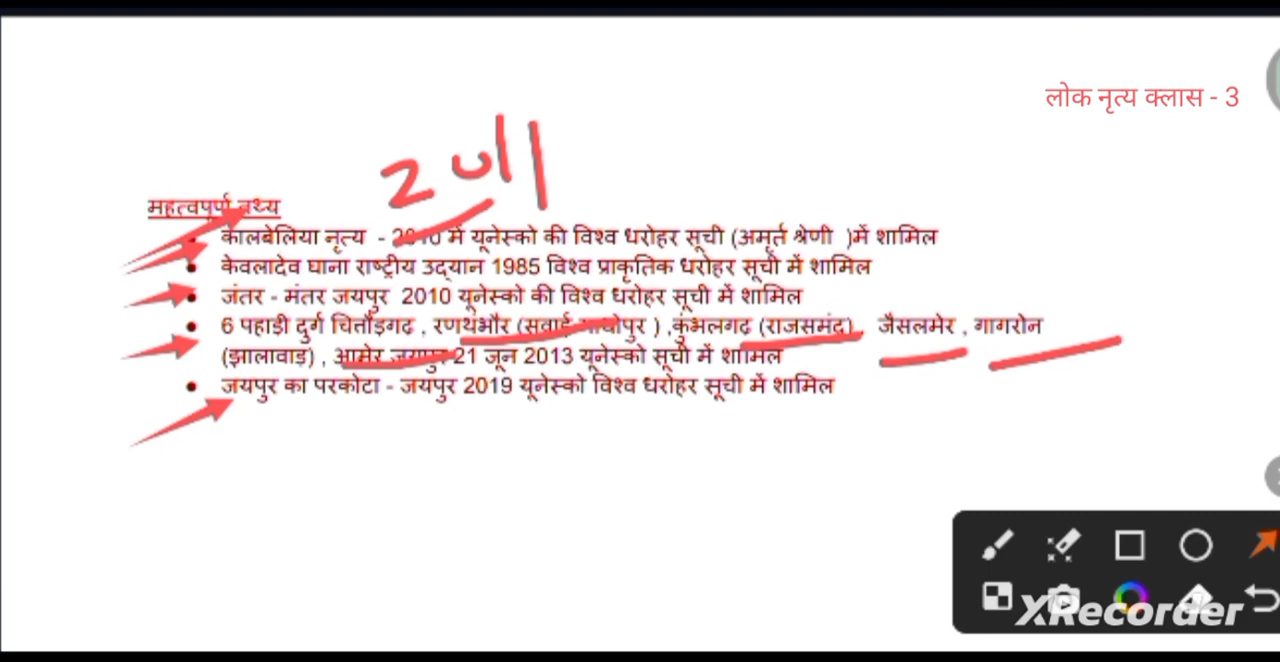 लोक नृत्य क्लास - 3
2011
महत्वपूर्ण तथ्य
• कालबेलिया नृत्य - 2010 में यूनेस्को की विश्व धरोहर सूची (अमूर्त श्रेणी )में शामिल
• केवलादेव घाना राष्ट्रीय उद्यान 1985 विश्व प्राकृतिक धरोहर सूची में शामिल
• जंतर - मंतर जयपुर 2010 यूनेस्को की विश्व धरोहर सूची में शामिल
• 6 पहाड़ी दुर्ग चित्तौड़गढ़ , रणथंभौर (सवाई माधोपुर ) ,कुंभलगढ़ (राजसमंद) , जैसलमेर , गागरोन
(झालावाड़) , आमेर जयपुर 21 जून 2013 यूनेस्को सूची में शामिल
• जयपुर का परकोटा - जयपुर 2019 यूनेस्को विश्व धरोहर सूची में शामिल
XRecorder